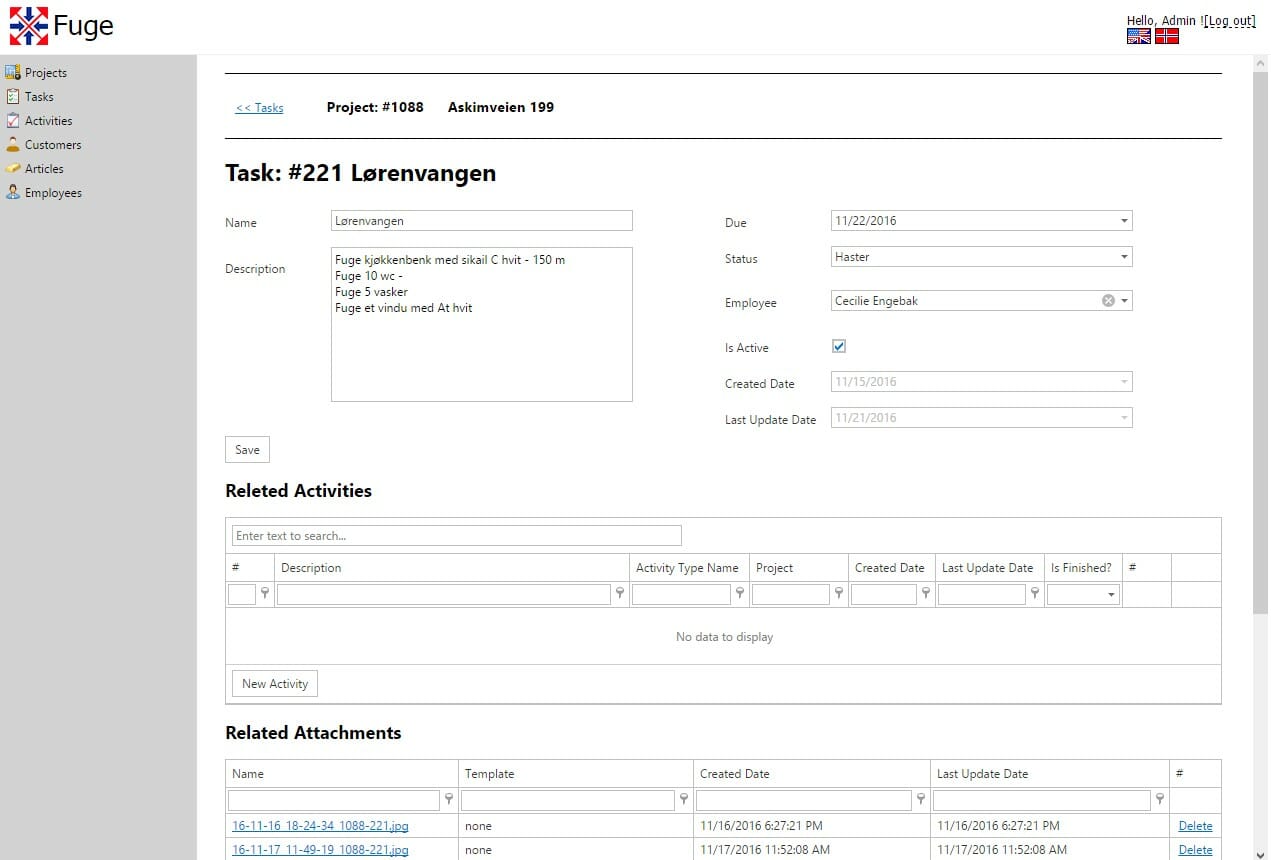 Fuge
Hello, Admin ![Log out]
Projects
Tasks
Activities
Customers
Articles
Employees
<< Tasks Project: #1088 Askimveien 199
Task: #221 Lørenvangen
Name Lørenvangen
Description Fuge kjøkkenbenk med sikail C hvit - 150 m
Fuge 10 wc -
Fuge 5 vasker
Fuge et vindu med At hvit
Due 11/22/2016
Status Haster
Employee Cecilie Engebak
Is Active
Created Date 11/15/2016
Last Update Date 11/21/2016
Save
Releted Activities
Enter text to search...
# Description Activity Type Name Project Created Date Last Update Date Is Finished? #
No data to display
New Activity
Related Attachments
Name Template Created Date Last Update Date #
16-11-16_18-24-34_1088-221.jpg none 11/16/2016 6:27:21 PM 11/16/2016 6:27:21 PM Delete
16-11-17_11-49-19_1088-221.jpg none 11/17/2016 11:52:08 AM 11/17/2016 11:52:08 AM Delete